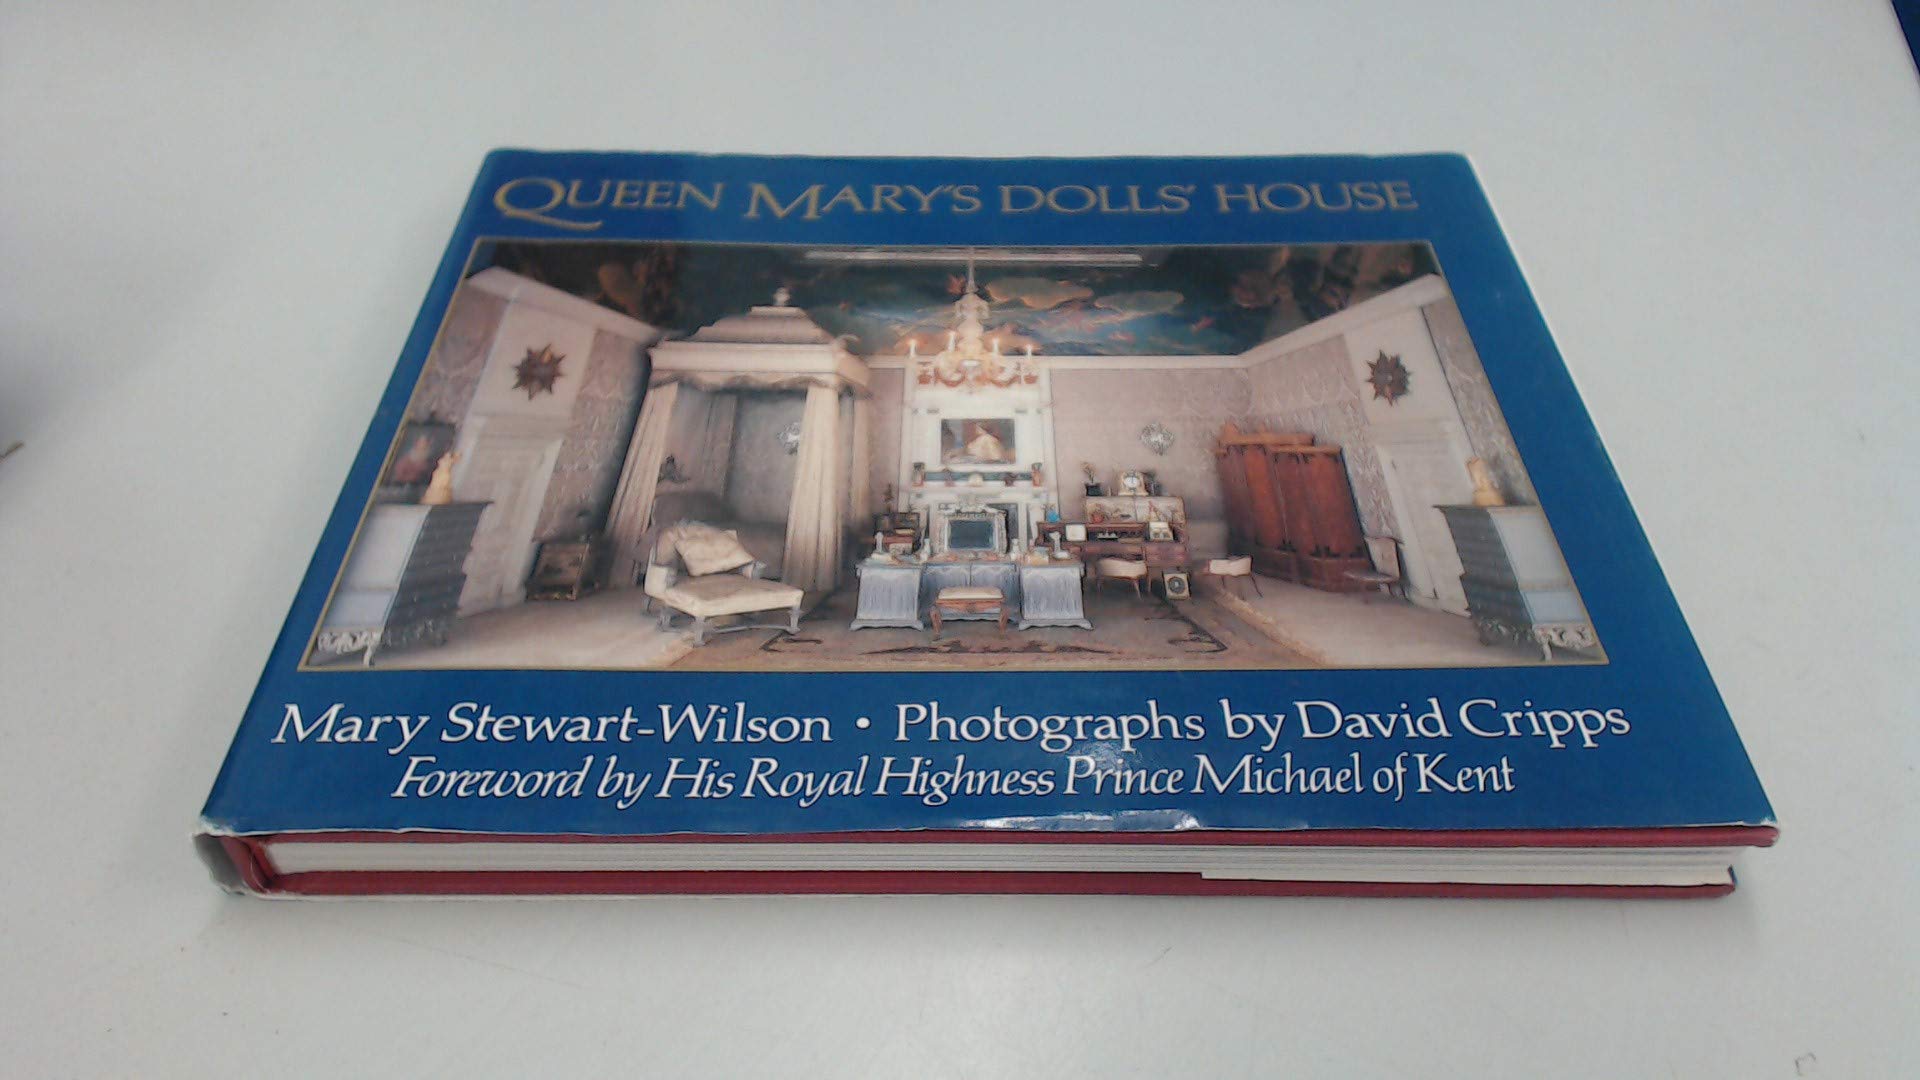 QUEEN MARY'S DOLLS' HOUSE
Mary Stewart-Wilson • Photographs by David Cripps
Foreword by His Royal Highness Prince Michael of Kent